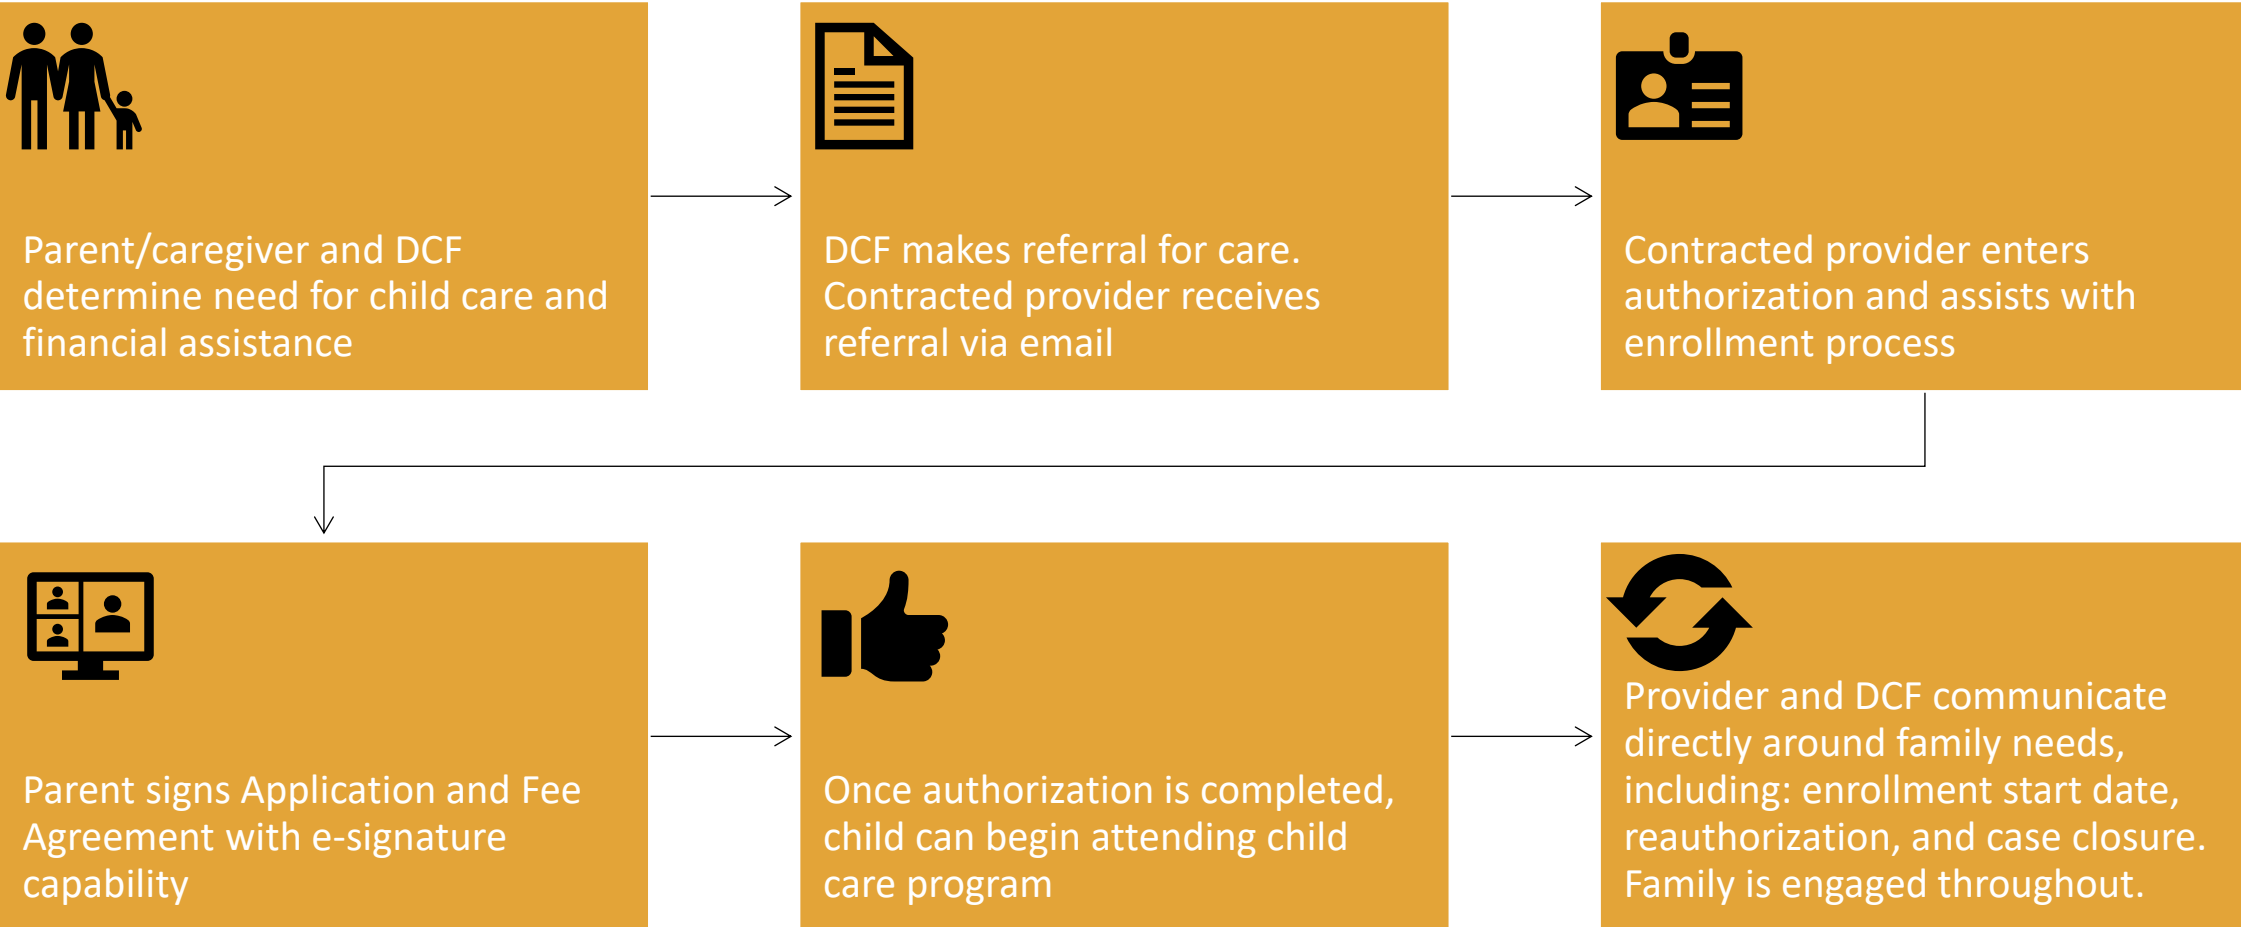 Parent/caregiver and DCF
determine need for child care and
financial assistance
DCF makes referral for care.
Contracted provider receives
referral via email
Contracted provider enters
authorization and assists with
enrollment process
Parent signs Application and Fee
Agreement with e-signature
capability
Once authorization is completed,
child can begin attending child
care program
Provider and DCF communicate
directly around family needs,
including: enrollment start date,
reauthorization, and case closure.
Family is engaged throughout.